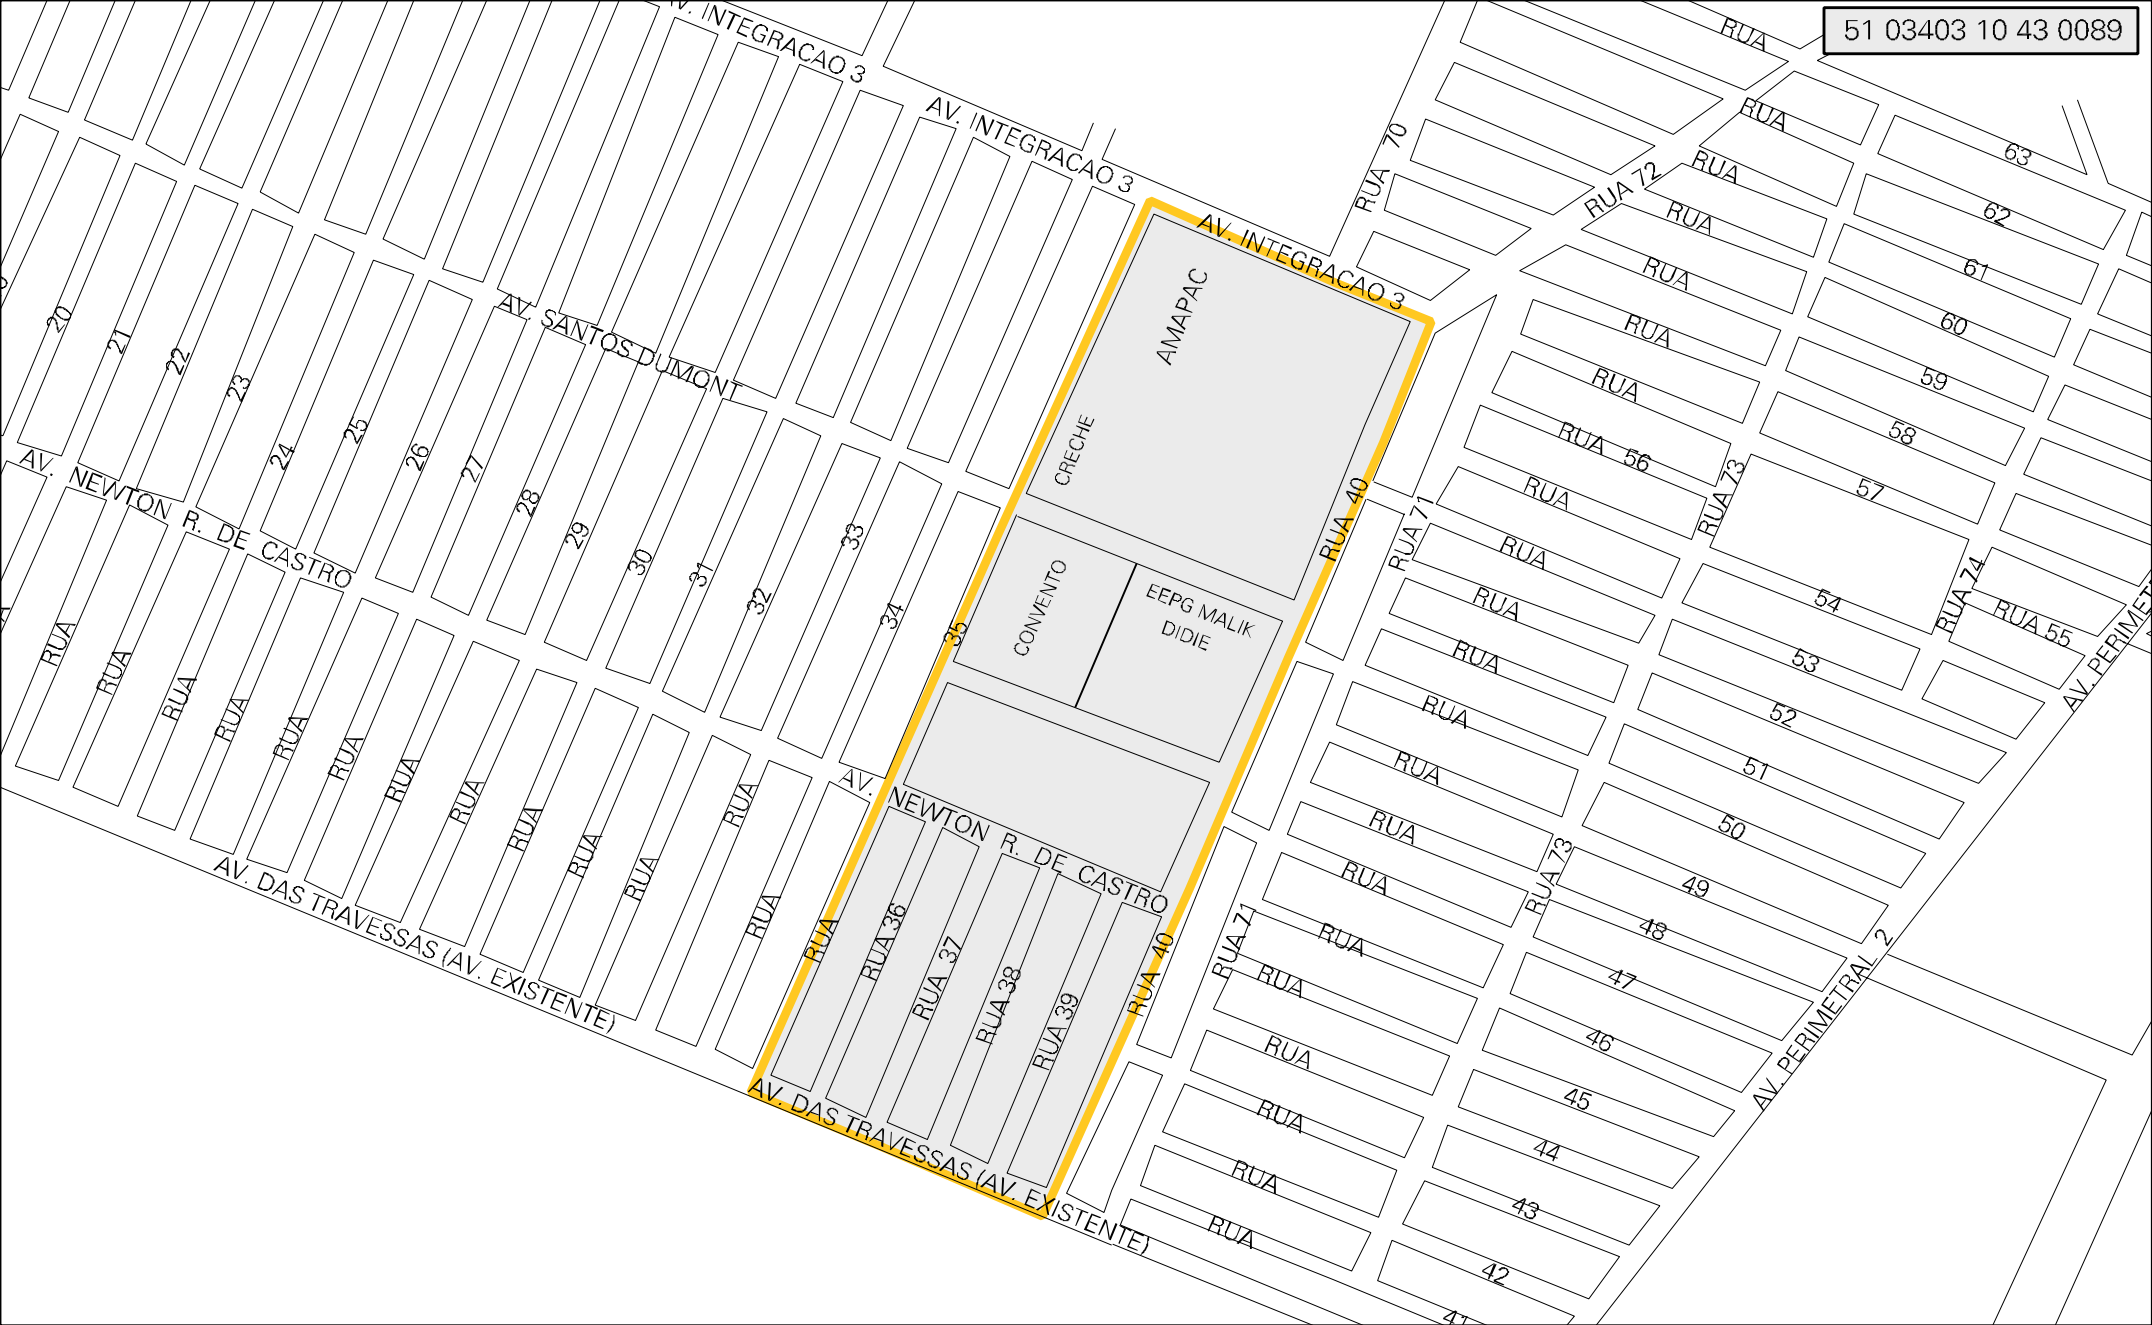 51 03403 10 43 0089
INTEGRACAO 3
AV. INTEGRACAO 3
AV. INTEGRACAO 3
RUA 70
RUA 72
RUA
RUA
RUA
RUA
RUA
RUA
RUA
RUA 56
RUA
RUA
RUA
RUA
RUA
RUA
RUA
RUA
RUA
RUA
RUA
RUA
RUA
RUA
63
62
61
60
59
58
57
54
53
52
51
50
49
48
47
46
45
44
43
42
41
RUA 73
RUA 74
RUA 55
RUA 71
RUA 73
RUA 71
AV. PERIMET
AV. PERIMETRAL 2
AMAPAC
CRECHE
CONVENTO
EEPG MALIK
DIDIE
RUA 40
RUA 40
AV. SANTOS DUMONT
20
21
22
23
24
25
26
27
28
29
30
31
32
33
34
35
AV. NEWTON R. DE CASTRO
AV. NEWTON R. DE CASTRO
RUA
RUA
RUA
RUA
RUA
RUA
RUA
RUA
RUA
RUA
RUA
RUA
RUA
RUA
RUA 36
RUA 37
RUA 38
RUA 39
AV. DAS TRAVESSAS (AV. EXISTENTE)
AV. DAS TRAVESSAS (AV. EXISTENTE)